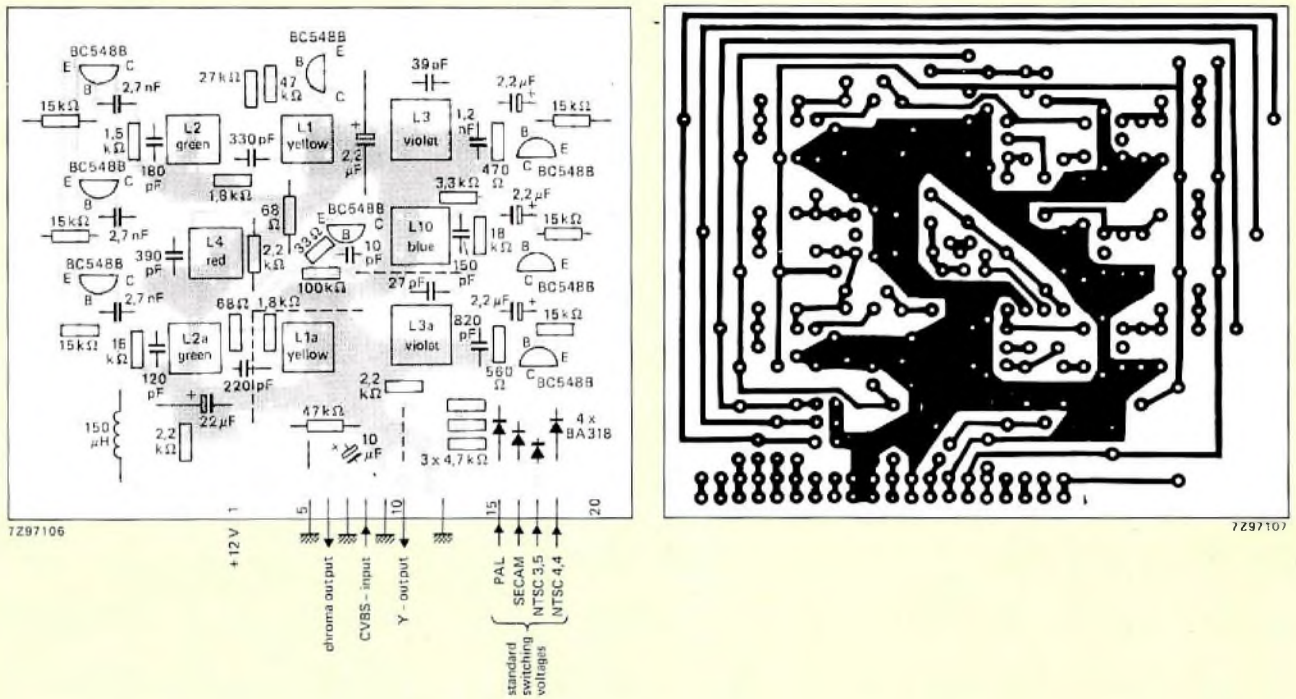 BC548B
E
C
B
2,7 nF
15 kΩ
1,5
kΩ
180
pF
L2
green
27 kΩ
47
kΩ
BC548B
E
B
C
330 pF
L1
yellow
+
2,2
µF
39 pF
L3
violet
1,2
nF
2,2 µF
+
15 kΩ
B
E
C
BC548B
470
Ω
BC548B
E
C
B
2,7 nF
15 kΩ
1,8 kΩ
68
Ω
BC548B
E
C
B
33Ω
10
pF
100kΩ
3,3 kΩ
L10
blue
150
pF
18
kΩ
2,2 µF
+
15 kΩ
B
E
C
BC548B
390
pF
L4
red
2,2
kΩ
BC548B
E
C
B
2,7 nF
15 kΩ
16
kΩ
120
pF
L2a
green
68Ω
1,8 kΩ
220 pF
L1a
yellow
27 pF
L3a
violet
820
pF
2,2 µF
+
15 kΩ
B
E
C
BC548B
560
Ω
2,2
kΩ
+
22µF
150
µH
2,2
kΩ
47 kΩ
10
µF
3 x 4,7 kΩ
4 x
BA318
1
5
10
15
20
+12 V
chroma output
CVBS – input
Y - output
PAL
SECAM
NTSC 3,5
NTSC 4,4
standard
switching
voltages
7Z97106
7Z97107